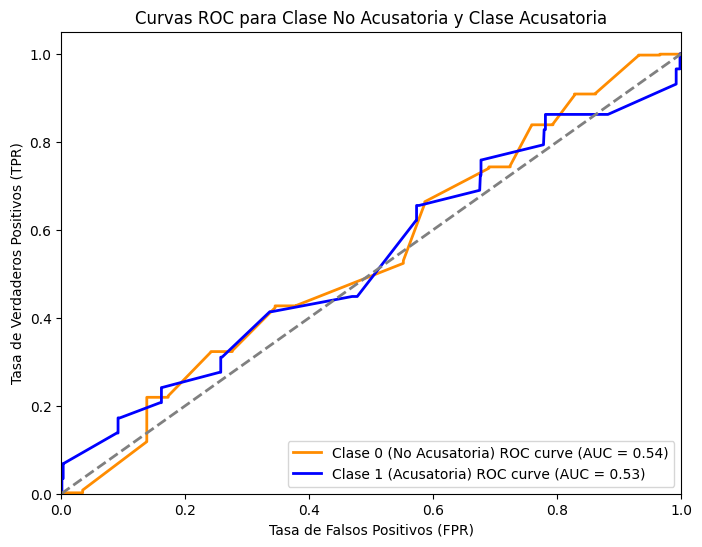 Curvas ROC para Clase No Acusatoria y Clase Acusatoria
Tasa de Verdaderos Positivos (TPR)
1.0
0.8
0.6
0.4
0.2
0.0
Clase 0 (No Acusatoria) ROC curve (AUC = 0.54)
Clase 1 (Acusatoria) ROC curve (AUC = 0.53)
0.0 0.2 0.4 0.6 0.8 1.0
Tasa de Falsos Positivos (FPR)